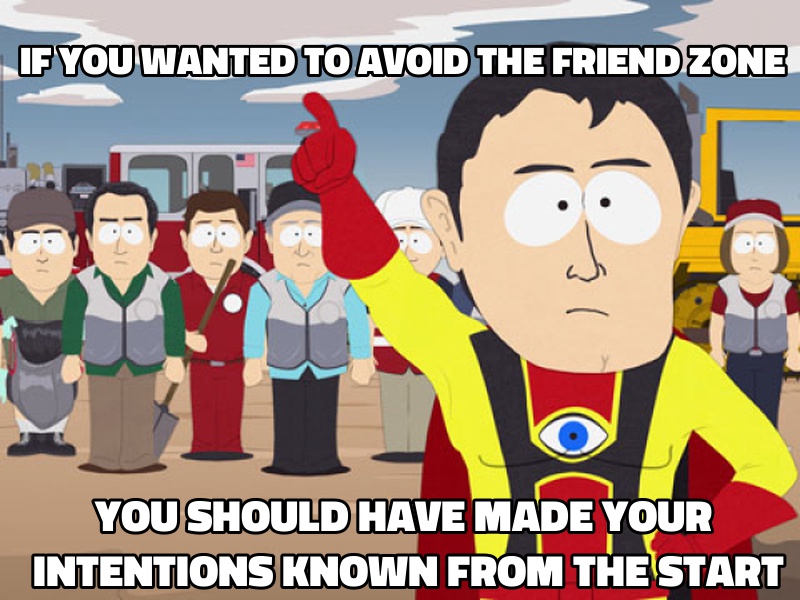 IF YOU WANTED TO AVOID THE FRIEND ZONE
YOU SHOULD HAVE MADE YOUR
INTENTIONS KNOWN FROM THE START